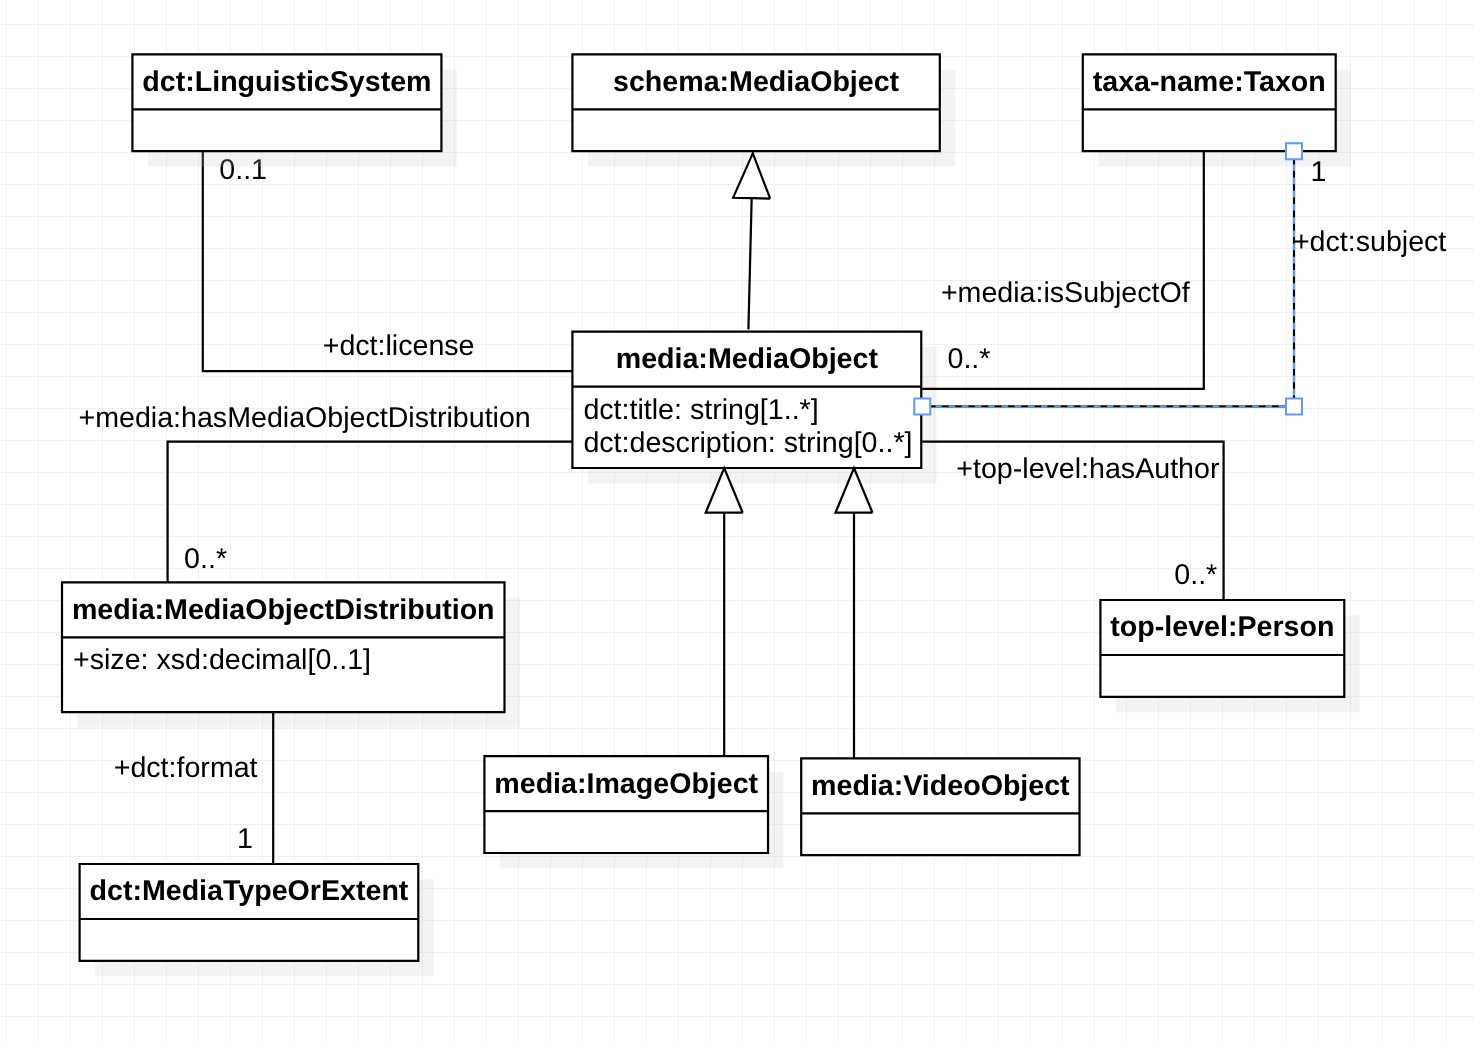 dct:LinguisticSystem
schema:MediaObject
taxa-name:Taxon
0..1
1
+dct:subject
+media:isSubjectOf
+dct:license
media:MediaObject
0..*
dct:title: string[1..*]
dct:description: string[0..*]
+media:hasMediaObjectDistribution
+top-level:hasAuthor
0..*
0..*
media:MediaObjectDistribution
+size: xsd:decimal[0..1]
top-level:Person
+dct:format
media:ImageObject
media:VideoObject
1
dct:MediaTypeOrExtent